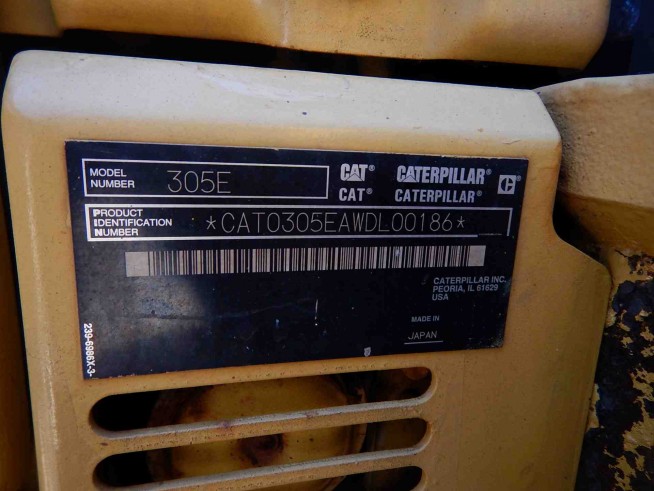 MODEL
NUMBER
305E
CAT® CATERPILLAR® C
CAT® CATERPILLAR®
PRODUCT
IDENTIFICATION
NUMBER
*CAT0305EAWDL00186*
CATERPILLAR INC.
PEORIA, IL 61629
USA
MADE IN
JAPAN
239-6986X-3-